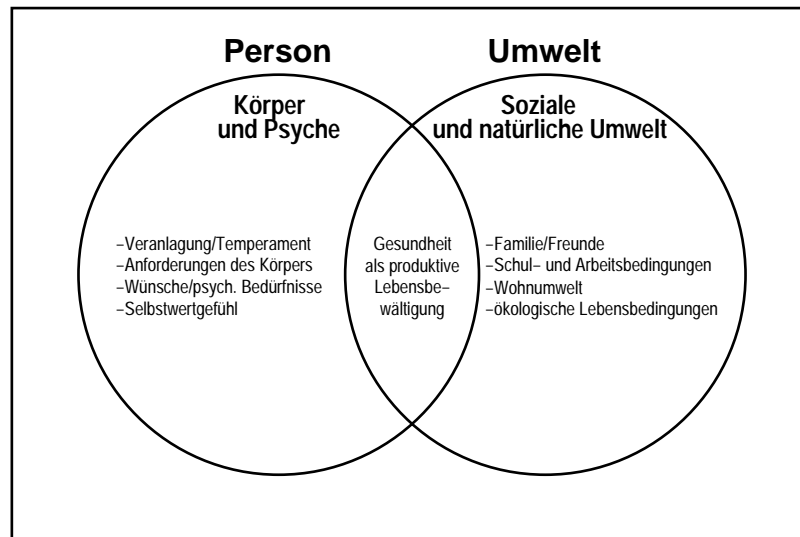 Person
Umwelt
Körper
und Psyche
Soziale
und natürliche Umwelt
–Veranlagung/Temperament
–Anforderungen des Körpers
–Wünsche/psych. Bedürfnisse
–Selbstwertgefühl
Gesundheit
als produktive
Lebensbe–
wältigung
–Familie/Freunde
–Schul– und Arbeitsbedingungen
–Wohnumwelt
–ökologische Lebensbedingungen